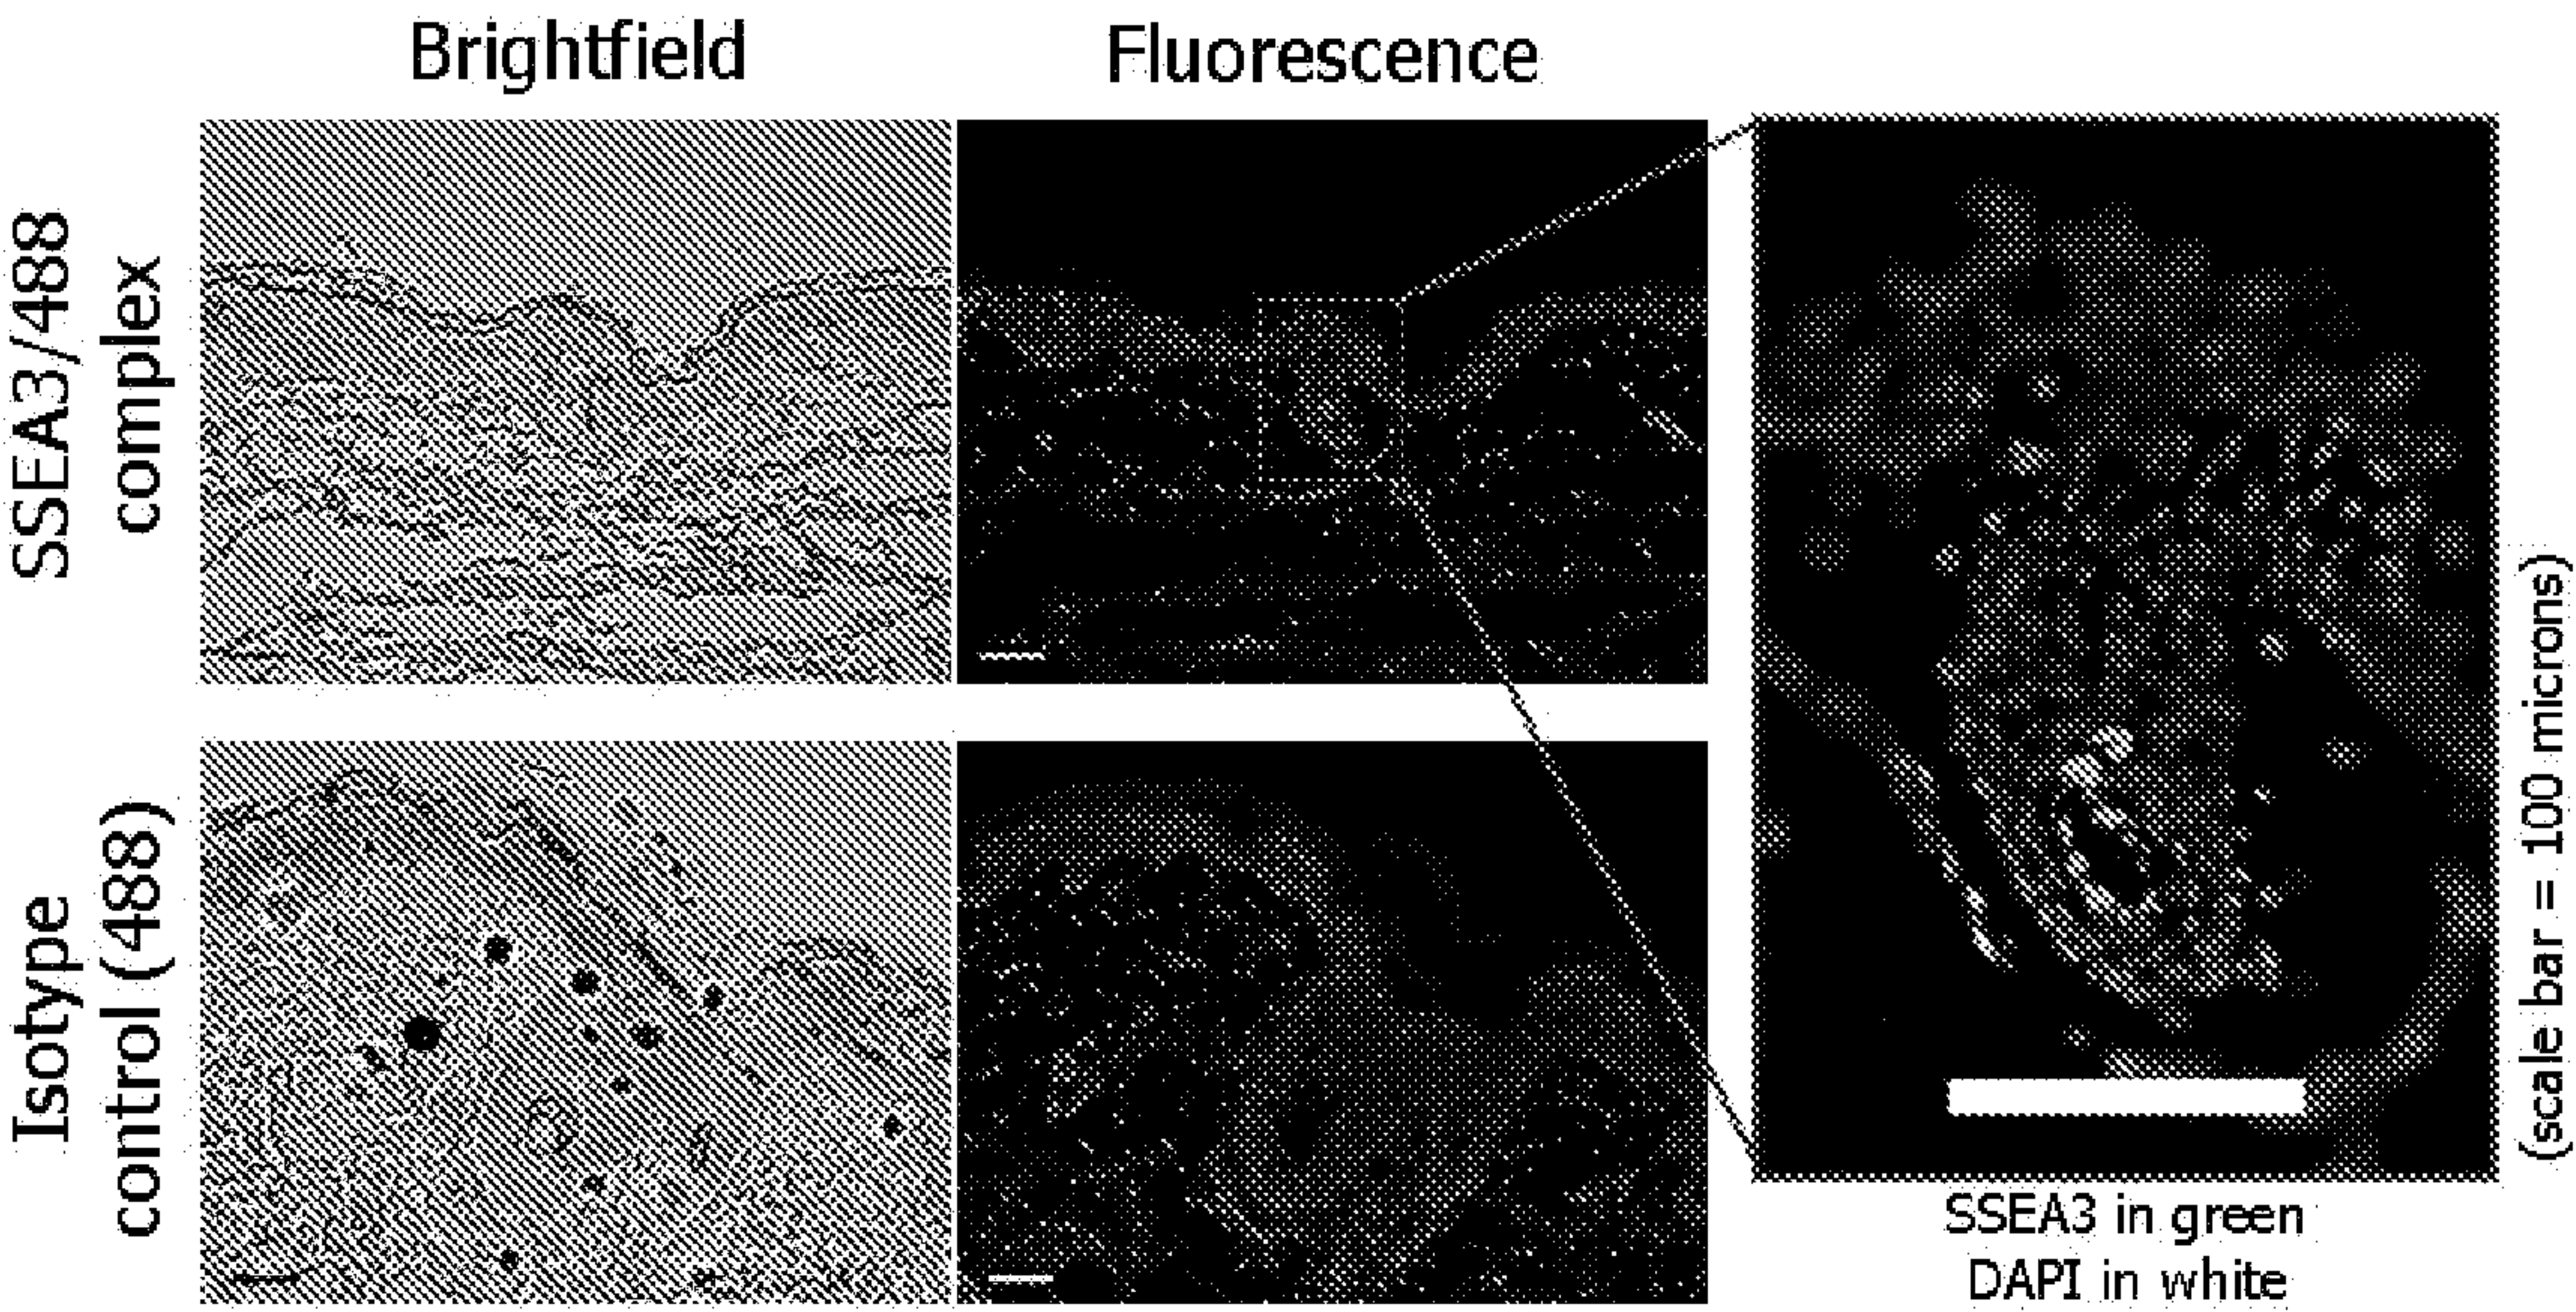 Brightfield
Fluorescence
SSEA3/488
complex
Isotype
control (488)
(scale bar = 100 microns)
SSEA3 in green
DAPI in white